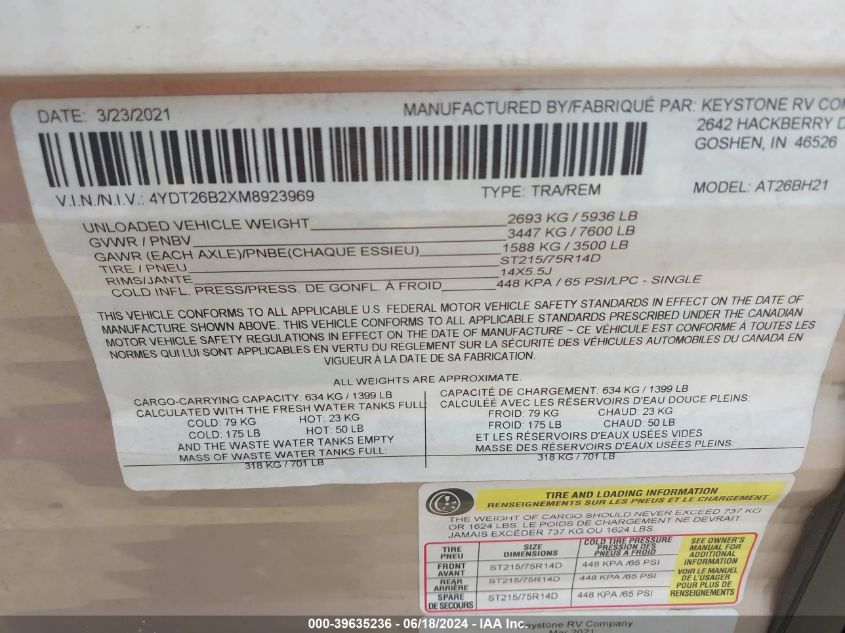 DATE: 3/23/2021
MANUFACTURED BY/FABRIQUÉ PAR: KEYSTONE RV
2642 HACKBERRY
GOSHEN, IN 46526
V.I.N./N.I.V.: 4YDT26B2XM8923969
TYPE: TRA/REM
MODEL: AT26BH21
UNLOADED VEHICLE WEIGHT 2693 KG / 5936 LB
GVWR / PNBV 3447 KG / 7600 LB
GAWR (EACH AXLE)/PNBE(CHAQUE ESSIEU) 1588 KG / 3500 LB
TIRE / PNEU ST215/75R14D
RIMS/JANTE 14X5.5J
COLD INFL. PRESS/PRESS. DE GONFL. À FROID 448 KPA / 65 PSI/LPC - SINGLE
THIS VEHICLE CONFORMS TO ALL APPLICABLE U.S. FEDERAL MOTOR VEHICLE SAFETY STANDARDS IN EFFECT ON THE DATE OF
MANUFACTURE SHOWN ABOVE. THIS VEHICLE CONFORMS TO ALL APPLICABLE STANDARDS PRESCRIBED UNDER THE CANADIAN
MOTOR VEHICLE SAFETY REGULATIONS IN EFFECT ON THE DATE OF MANUFACTURE ~ CE VÉHICULE EST CONFORME À TOUTES LES
NORMES QUI LUI SONT APPLICABLES EN VERTU DU RÈGLEMENT SUR LA SÉCURITÉ DES VÉHICULES AUTOMOBILES DU CANADA EN
VIGUEUR À LA DATE DE SA FABRICATION.
ALL WEIGHTS ARE APPROXIMATE.
CARGO-CARRYING CAPACITY: 634 KG / 1399 LB
CALCULATED WITH THE FRESH WATER TANKS FULL
COLD: 79 KG HOT: 23 KG
COLD: 175 LB HOT: 50 LB
AND THE WASTE WATER TANKS EMPTY
MASS OF WASTE WATER TANKS FULL:
318 KG / 701 LB
CAPACITÉ DE CHARGEMENT: 634 KG / 1399 LB
CALCULÉE AVEC LES RÉSERVOIRS D'EAU DOUCE PLEINS:
FROID: 79 KG CHAUD: 23 KG
FROID: 175 LB CHAUD: 50 LB
ET LES RÉSERVOIRS D'EAUX USÉES VIDES
MASSE DES RÉSERVOIRS D'EAUX USÉES PLEINS:
318 KG / 701 LB
TIRE AND LOADING INFORMATION
RENSEIGNEMENTS SUR LES PNEUS ET LE CHARGEMENT
THE WEIGHT OF CARGO SHOULD NEVER EXCEED 737 KG
OR 1624 LBS. LE POIDS DE CHARGEMENT NE DEVRAIT
JAMAIS EXCÉDER 737 KG OU 1624 LBS.
TIRE PNEU
SIZE DIMENSIONS
COLD TIRE PRESSURE PRESSION DES PNEUS A FROID
FRONT AVANT ST215/75R14D 448 KPA /65 PSI
REAR ARRIÈRE ST215/75R14D 448 KPA /65 PSI
SPARE DE SECOURS ST215/75R14D 448 KPA /65 PSI
SEE OWNER'S
MANUAL FOR
ADDITIONAL
INFORMATION
VOIR LE MANUEL
DE L'USAGER
POUR PLUS DE
RENSEIGNEMENTS
Keystone RV Company
Mar 2021
000-39635236 - 06/18/2024 - IAA Inc.